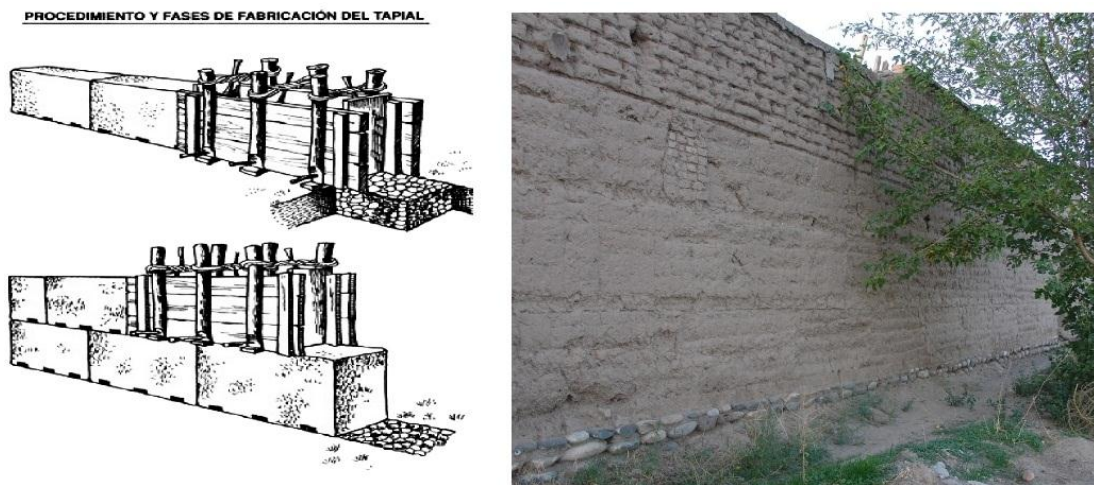 PROCEDIMIENTO Y FASES DE FABRICACIÓN DEL TAPIAL